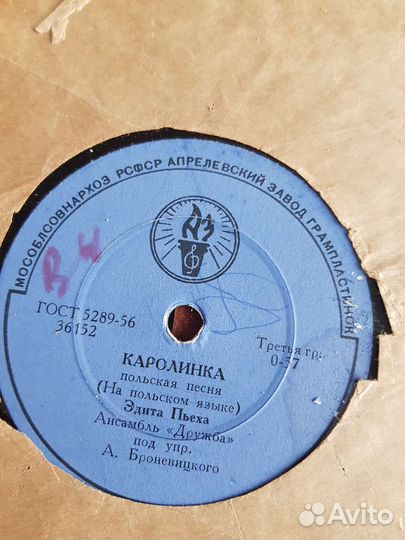 МОСОБЛСОВНАРХОЗ РСФСР АПРЕЛЕВСКИЙ ЗАВОД ГРАМПЛАСТИНОК
АЗ
В К
ГОСТ 5289-56
36152
Третья гр.
0-57
КАРОЛИНКА
польская песня
(На польском языке)
Эдита Пьеха
Ансамбль «Дружба»
под упр.
А. Броневицкого
Avito